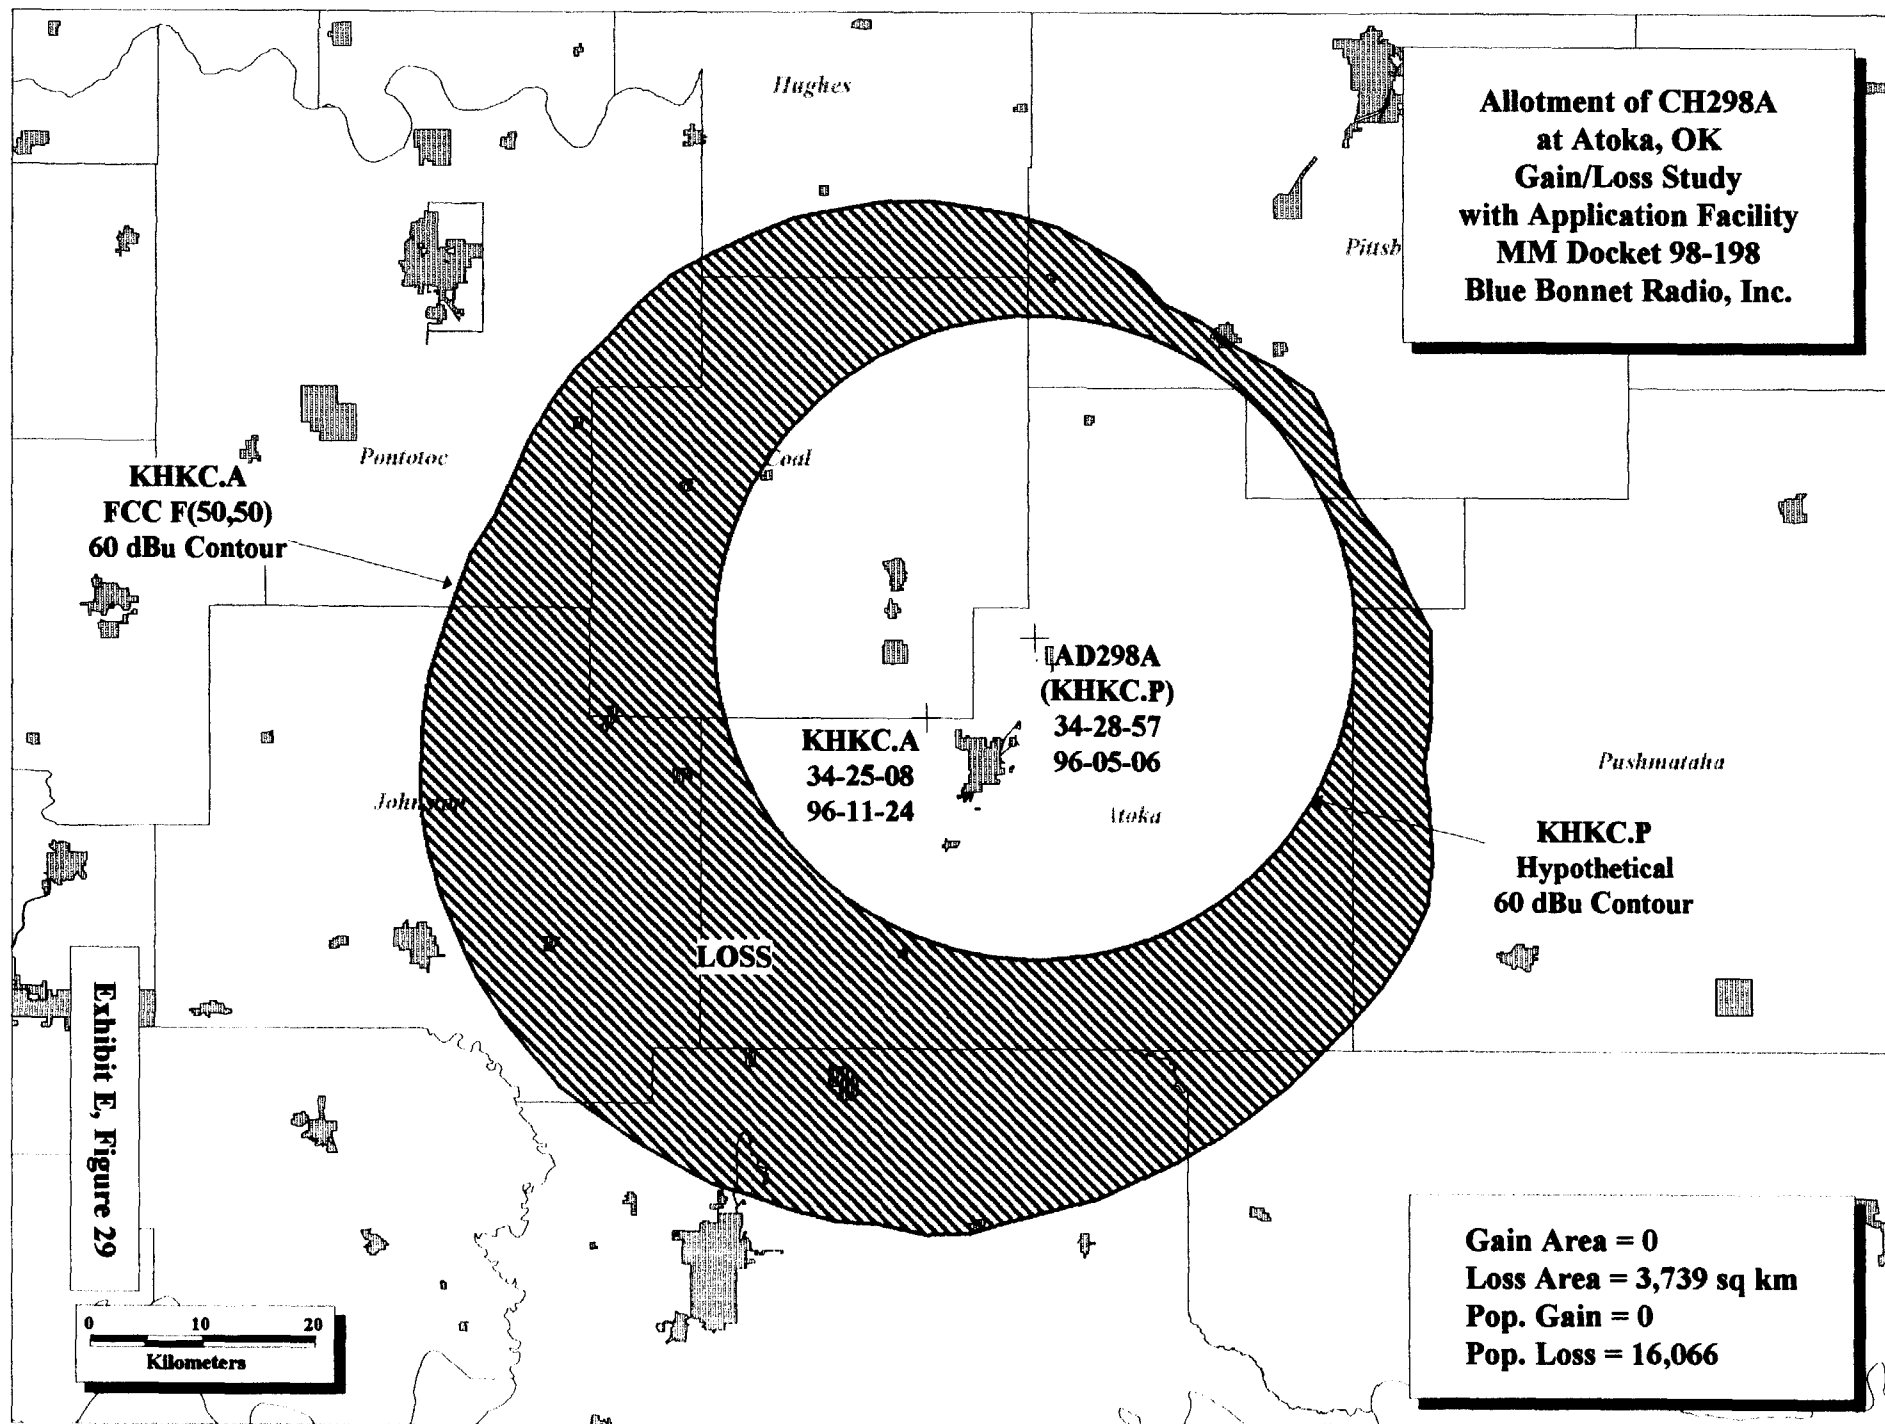 Hughes
Allotment of CH298A
at Atoka, OK
Gain/Loss Study
with Application Facility
MM Docket 98-198
Blue Bonnet Radio, Inc.
Pittsb
Pontotoc
oal
KHKC.A
FCC F(50,50)
60 dBu Contour
AD298A
(KHKC.P)
34-28-57
96-05-06
KHKC.A
34-25-08
96-11-24
Johnston
Atoka
Pushmataha
KHKC.P
Hypothetical
60 dBu Contour
LOSS
Exhibit E, Figure 29
Gain Area = 0
Loss Area = 3,739 sq km
Pop. Gain = 0
Pop. Loss = 16,066
0 10 20
Kilometers